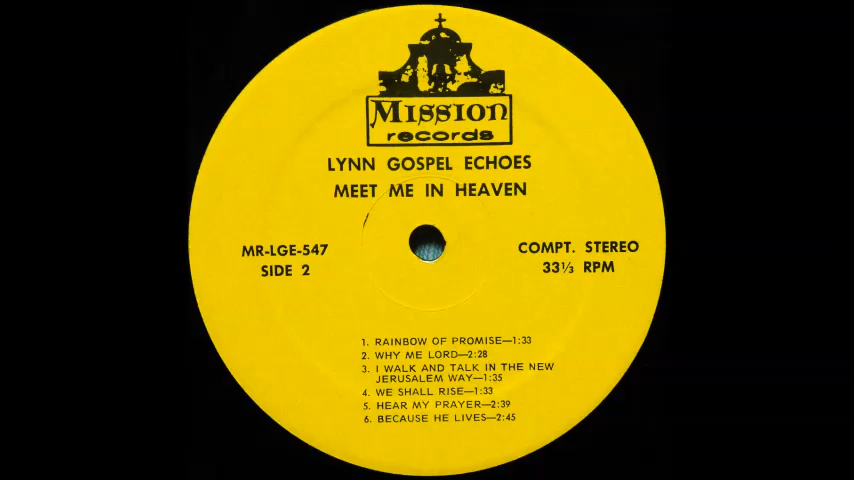 MISSION
records
LYNN GOSPEL ECHOES
MEET ME IN HEAVEN
MR-LGE-547
SIDE 2
COMPT. STEREO
33⅓ RPM
1. RAINBOW OF PROMISE—1:33
2. WHY ME LORD—2:28
3. I WALK AND TALK IN THE NEW
JERUSALEM WAY—1:35
4. WE SHALL RISE—1:33
5. HEAR MY PRAYER—2:39
6. BECAUSE HE LIVES—2:45